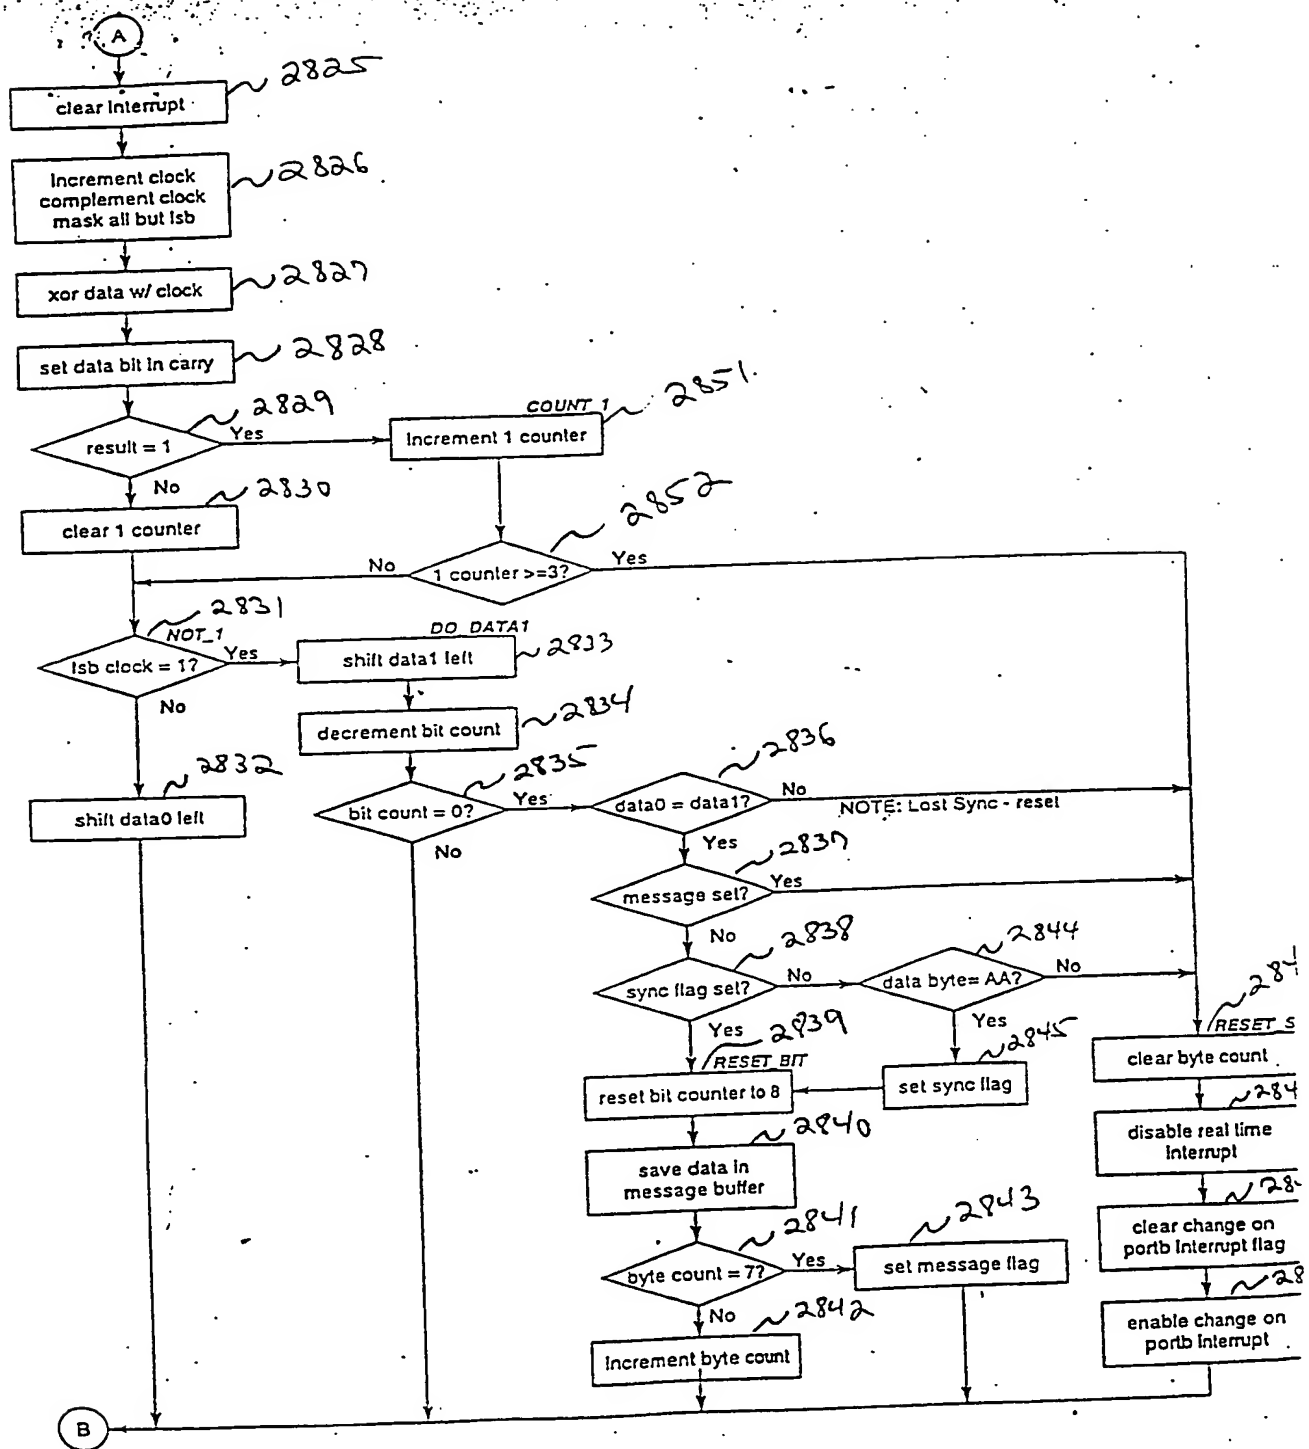 A
clear Interrupt
2825
Increment clock
complement clock
mask all but lsb
2826
xor data w/ clock
2827
set data bit in carry
2828
result = 1
2829
Yes
No
COUNT_1
Increment 1 counter
2851
clear 1 counter
2830
1 counter >=3?
2852
No
Yes
lsb clock = 1?
2831
NOT_1
Yes
No
DO_DATA1
shift data1 left
2833
decrement bit count
2834
2832
shift data0 left
bit count = 0?
2835
Yes
No
data0 = data1?
2836
No
NOTE: Lost Sync - reset
Yes
message set?
2837
Yes
No
sync flag set?
2838
No
Yes
data byte= AA?
2844
No
Yes
2839
RESET_BIT
reset bit counter to 8
2845
set sync flag
284
RESET_S
clear byte count
284
disable real time
Interrupt
28
clear change on
portb Interrupt flag
28
enable change on
portb Interrupt
2840
save data in
message buffer
byte count = 7?
2841
Yes
No
2843
set message flag
2842
Increment byte count
B